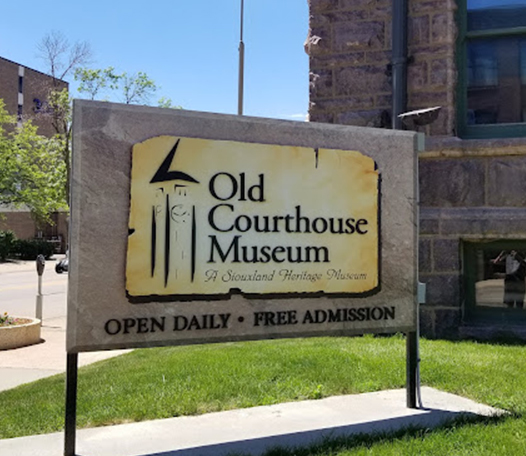 Old
Courthouse
Museum
A Siouxland Heritage Museum
OPEN DAILY • FREE ADMISSION